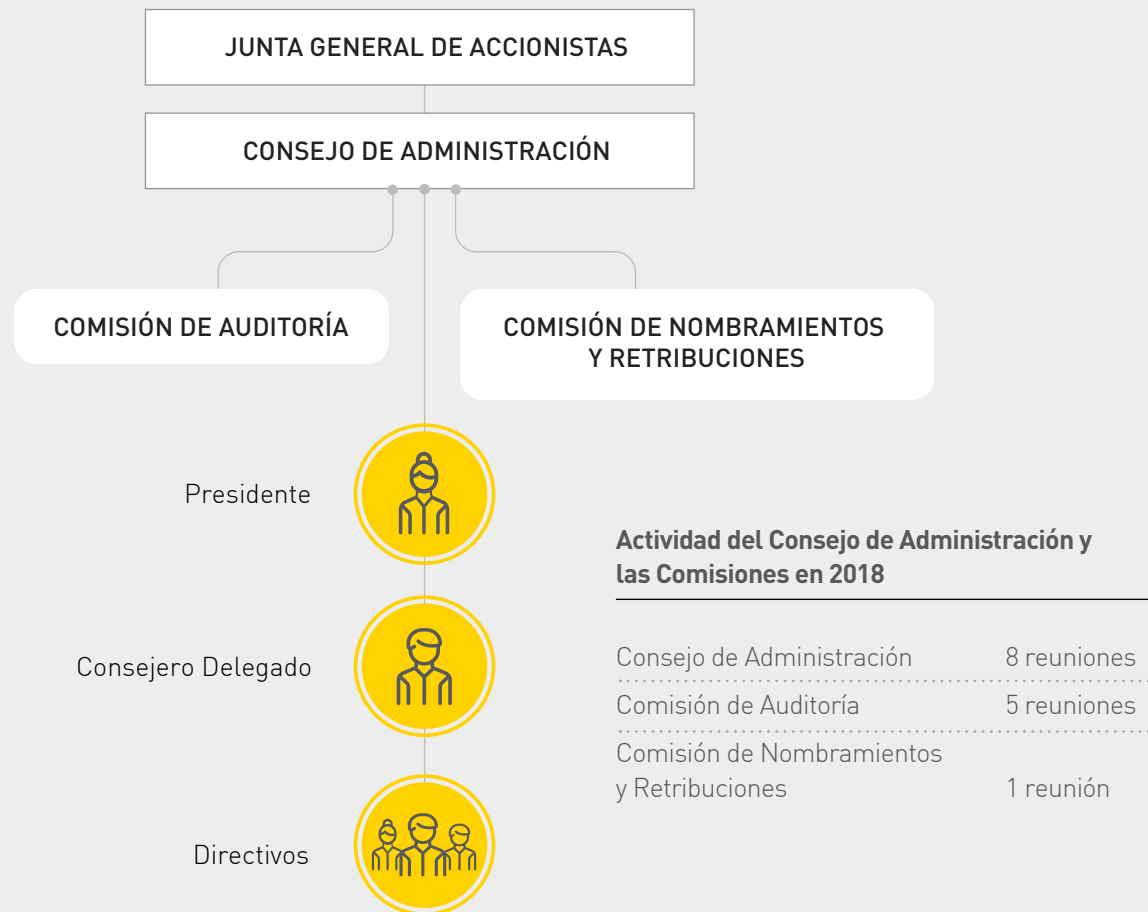 JUNTA GENERAL DE ACCIONISTAS
CONSEJO DE ADMINISTRACIÓN
COMISIÓN DE AUDITORÍA
COMISIÓN DE NOMBRAMIENTOS
Y RETRIBUCIONES
Presidente
Consejero Delegado
Directivos
Actividad del Consejo de Administración y
las Comisiones en 2018
Consejo de Administración 8 reuniones
Comisión de Auditoría 5 reuniones
Comisión de Nombramientos
y Retribuciones 1 reunión